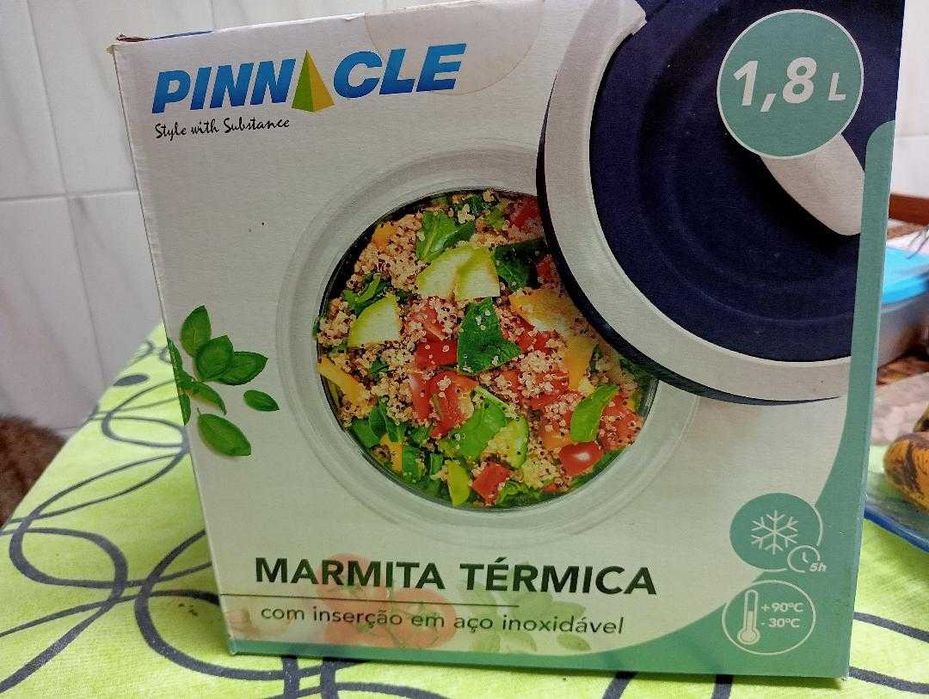 PINNACLE
Style with Substance
1,8 L
MARMITA TÉRMICA
com inserção em aço inoxidável
5h
+90°C
-30°C